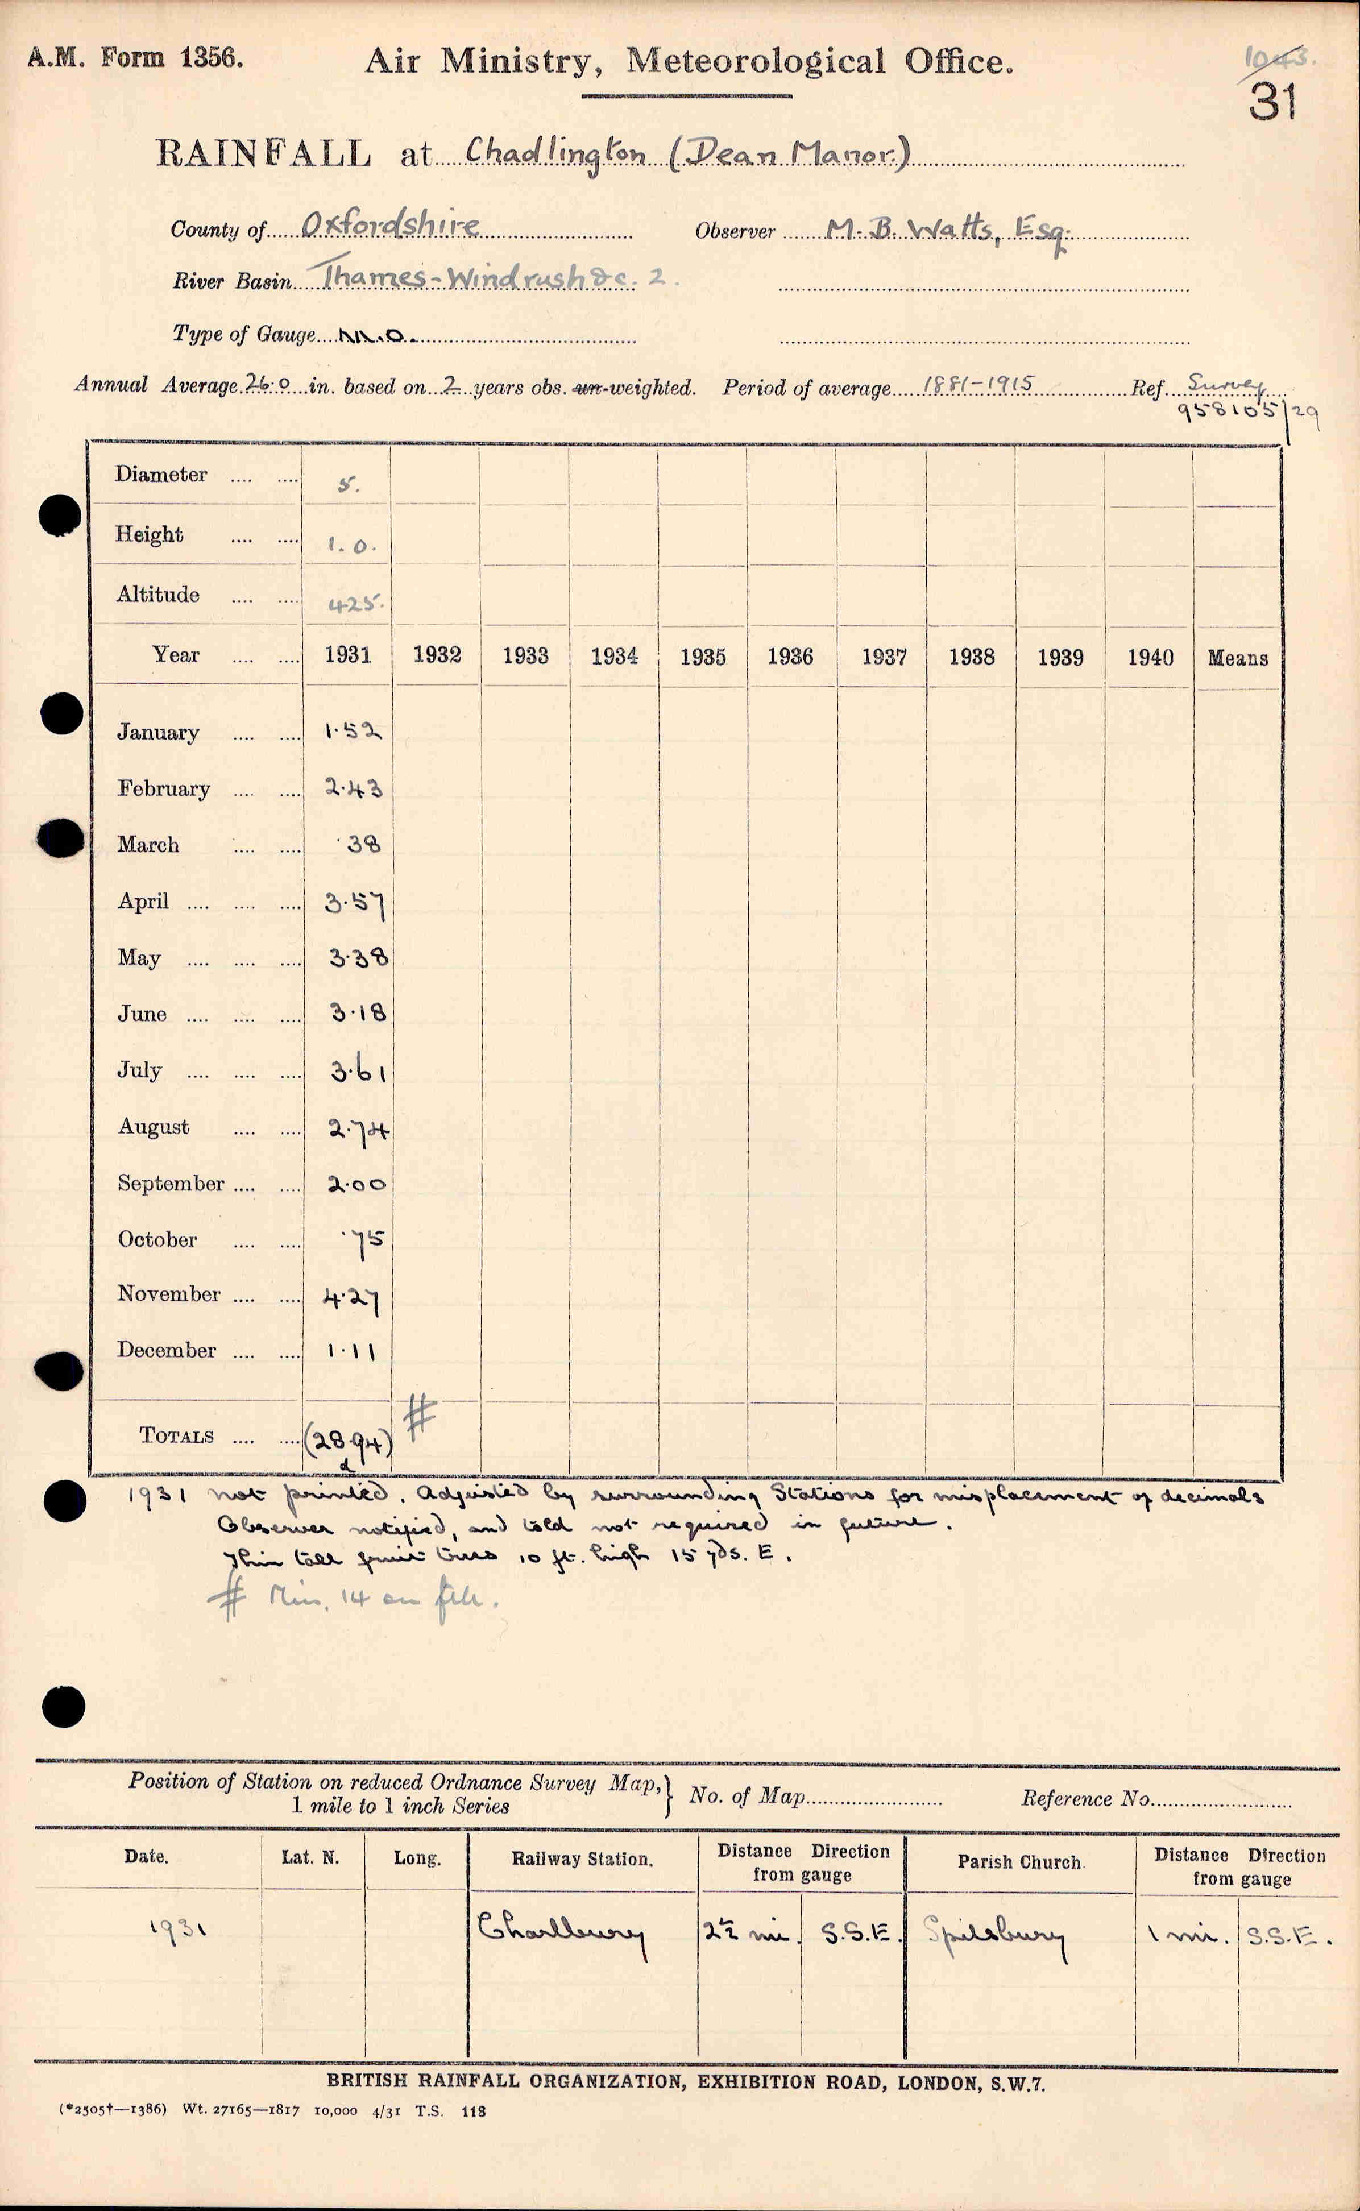 A.M. Form 1356.
Air Ministry, Meteorological Office.
1043.
31
RAINFALL at Chadlington (Dean Manor)
County of Oxfordshire Observer M. B. Watts, Esq.
River Basin Thames-Windrush &c. 2.
Type of Gauge M.O.
Annual Average 26.0 in. based on 2 years obs. un-weighted. Period of average 1881-1915 Ref. Survey
958105/29
Diameter .... .... 5.
Height .... .... 1. 0.
Altitude .... .... 425.
Year .... .... 1931 1932 1933 1934 1935 1936 1937 1938 1939 1940 Means
January .... .... 1.52
February .... .... 2.43
March .... .... .38
April .... .... .... 3.57
May .... .... .... 3.38
June .... .... .... 3.18
July .... .... .... 3.61
August .... .... 2.74
September .... .... 2.00
October .... .... .75
November .... .... 4.27
December .... .... 1.11
TOTALS .... .... (28.94) #
1931 not printed. Adjusted by surrounding Stations for misplacement of decimals
Observer notified, and told not required in future.
Thin tall fruit trees 10 ft. high 15 yds. E.
# Min. 14 on file.
Position of Station on reduced Ordnance Survey Map, } No. of Map Reference No.
1 mile to 1 inch Series
Date. Lat. N. Long. Railway Station. Distance Direction from gauge Parish Church. Distance Direction from gauge
1931 Charlbury 2½ mi. S.S.E. Spilsbury 1 mi. S.S.E.
BRITISH RAINFALL ORGANIZATION, EXHIBITION ROAD, LONDON, S.W.7.
(*2505†—1386) Wt. 27165—1817 10,000 4/31 T.S. 118